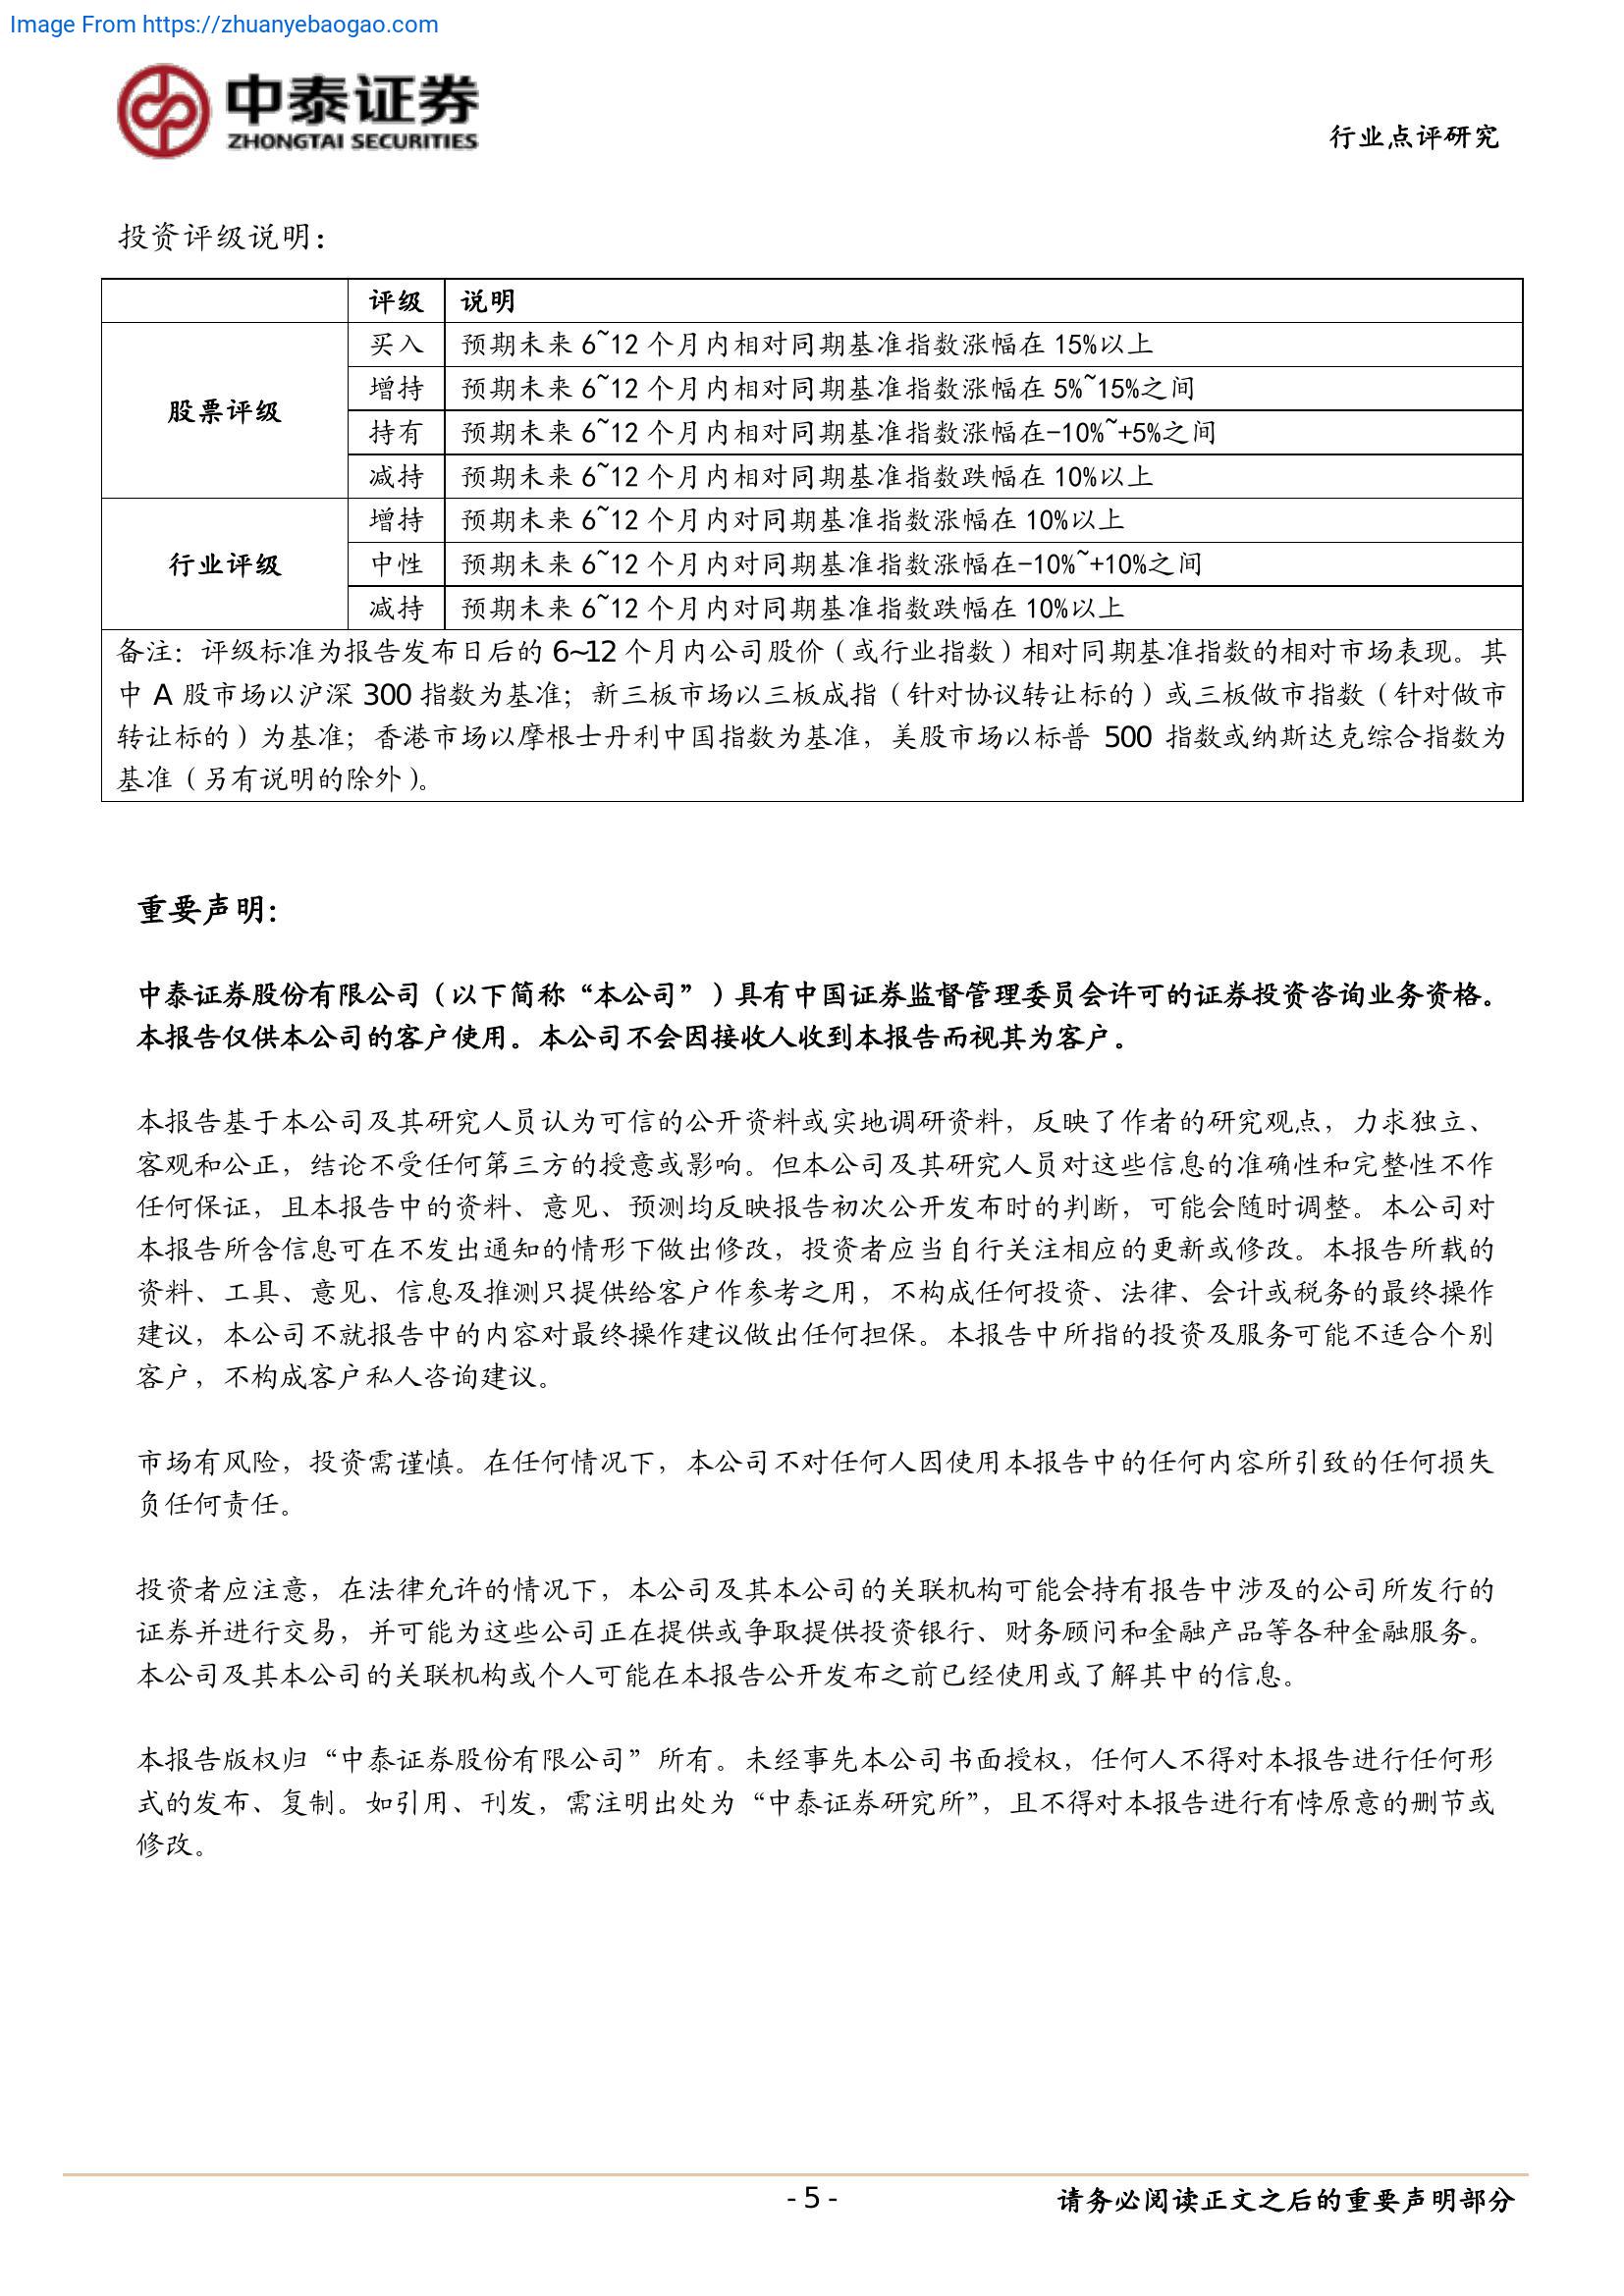 Image From https://zhuanyebaogao.com
中泰证券
ZHONGTAI SECURITIES
行业点评研究
投资评级说明：
评级 说明
股票评级
买入 预期未来 6~12 个月内相对同期基准指数涨幅在 15%以上
增持 预期未来 6~12 个月内相对同期基准指数涨幅在 5%~15%之间
持有 预期未来 6~12 个月内相对同期基准指数涨幅在-10%~+5%之间
减持 预期未来 6~12 个月内相对同期基准指数跌幅在 10%以上
行业评级
增持 预期未来 6~12 个月内对同期基准指数涨幅在 10%以上
中性 预期未来 6~12 个月内对同期基准指数涨幅在-10%~+10%之间
减持 预期未来 6~12 个月内对同期基准指数跌幅在 10%以上
备注：评级标准为报告发布日后的 6~12 个月内公司股价（或行业指数）相对同期基准指数的相对市场表现。其
中 A 股市场以沪深 300 指数为基准；新三板市场以三板成指（针对协议转让标的）或三板做市指数（针对做市
转让标的）为基准；香港市场以摩根士丹利中国指数为基准，美股市场以标普 500 指数或纳斯达克综合指数为
基准（另有说明的除外）。
重要声明：
中泰证券股份有限公司（以下简称“本公司”）具有中国证券监督管理委员会许可的证券投资咨询业务资格。
本报告仅供本公司的客户使用。本公司不会因接收人收到本报告而视其为客户。
本报告基于本公司及其研究人员认为可信的公开资料或实地调研资料，反映了作者的研究观点，力求独立、
客观和公正，结论不受任何第三方的授意或影响。但本公司及其研究人员对这些信息的准确性和完整性不作
任何保证，且本报告中的资料、意见、预测均反映报告初次公开发布时的判断，可能会随时调整。本公司对
本报告所含信息可在不发出通知的情形下做出修改，投资者应当自行关注相应的更新或修改。本报告所载的
资料、工具、意见、信息及推测只提供给客户作参考之用，不构成任何投资、法律、会计或税务的最终操作
建议，本公司不就报告中的内容对最终操作建议做出任何担保。本报告中所指的投资及服务可能不适合个别
客户，不构成客户私人咨询建议。
市场有风险，投资需谨慎。在任何情况下，本公司不对任何人因使用本报告中的任何内容所引致的任何损失
负任何责任。
投资者应注意，在法律允许的情况下，本公司及其本公司的关联机构可能会持有报告中涉及的公司所发行的
证券并进行交易，并可能为这些公司正在提供或争取提供投资银行、财务顾问和金融产品等各种金融服务。
本公司及其本公司的关联机构或个人可能在本报告公开发布之前已经使用或了解其中的信息。
本报告版权归“中泰证券股份有限公司”所有。未经事先本公司书面授权，任何人不得对本报告进行任何形
式的发布、复制。如引用、刊发，需注明出处为“中泰证券研究所”，且不得对本报告进行有悖原意的删节或
修改。
- 5 -
请务必阅读正文之后的重要声明部分